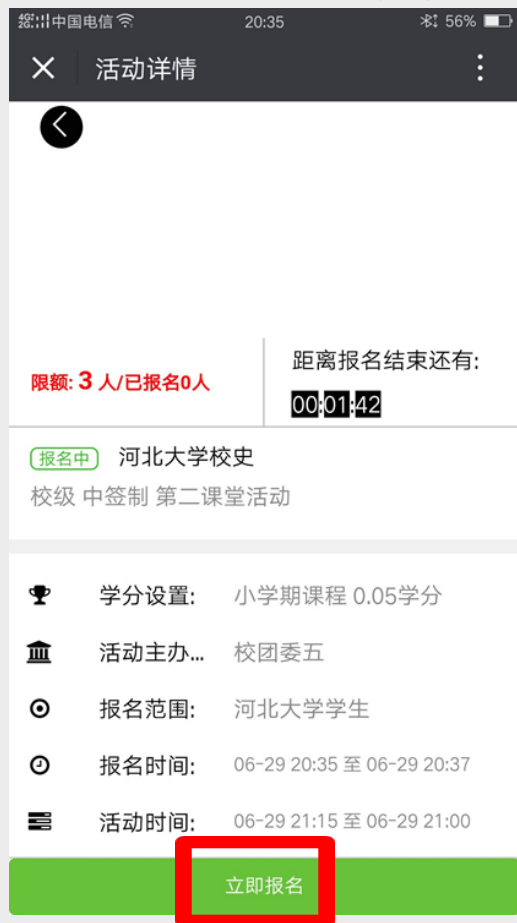 中国电信 20:35 56%
活动详情
限额: 3 人/已报名0人
距离报名结束还有:
00:01:42
报名中 河北大学校史
校级 中签制 第二课堂活动
学分设置: 小学期课程 0.05学分
活动主办... 校团委五
报名范围: 河北大学学生
报名时间: 06-29 20:35 至 06-29 20:37
活动时间: 06-29 21:15 至 06-29 21:00
立即报名